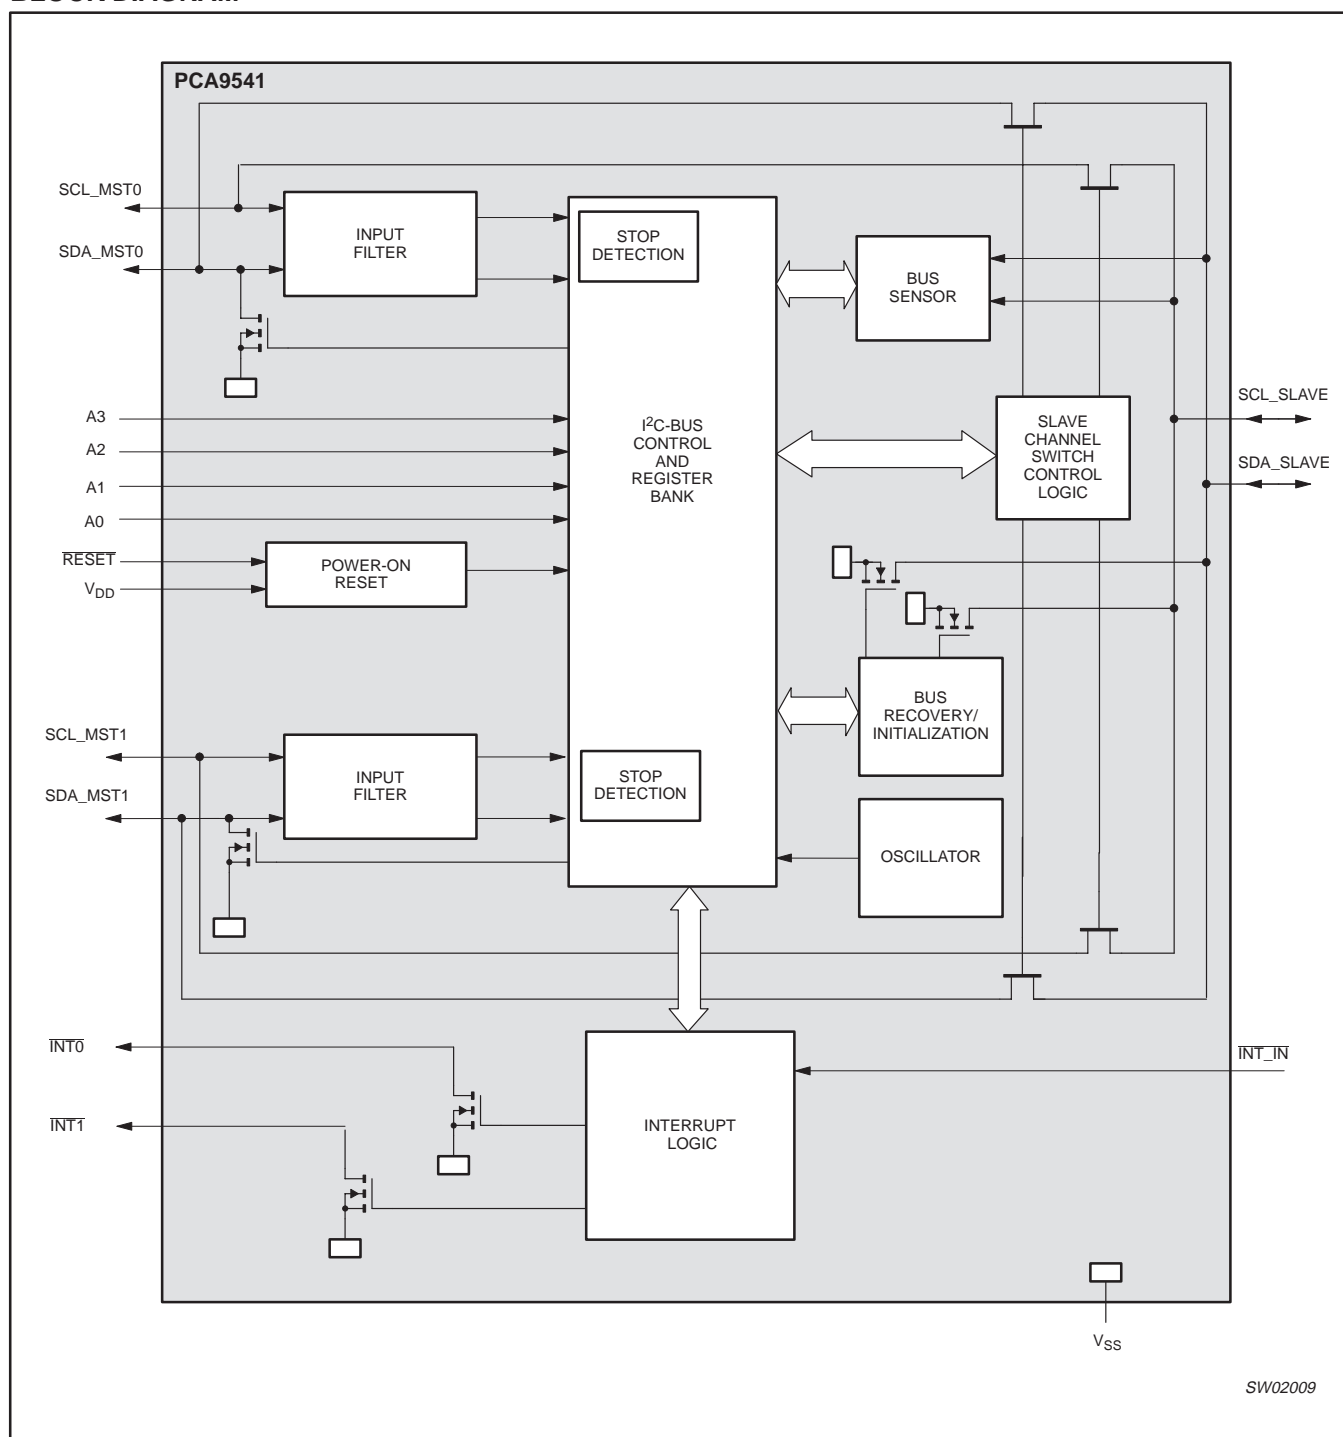 PCA9541
SCL_MST0
SDA_MST0
INPUT
FILTER
STOP
DETECTION
BUS
SENSOR
A3
A2
A1
A0
RESET
VDD
POWER-ON
RESET
I2C-BUS
CONTROL
AND
REGISTER
BANK
SLAVE
CHANNEL
SWITCH
CONTROL
LOGIC
SCL_SLAVE
SDA_SLAVE
BUS
RECOVERY/
INITIALIZATION
SCL_MST1
SDA_MST1
INPUT
FILTER
STOP
DETECTION
OSCILLATOR
INT0
INT1
INTERRUPT
LOGIC
INT_IN
VSS
SW02009